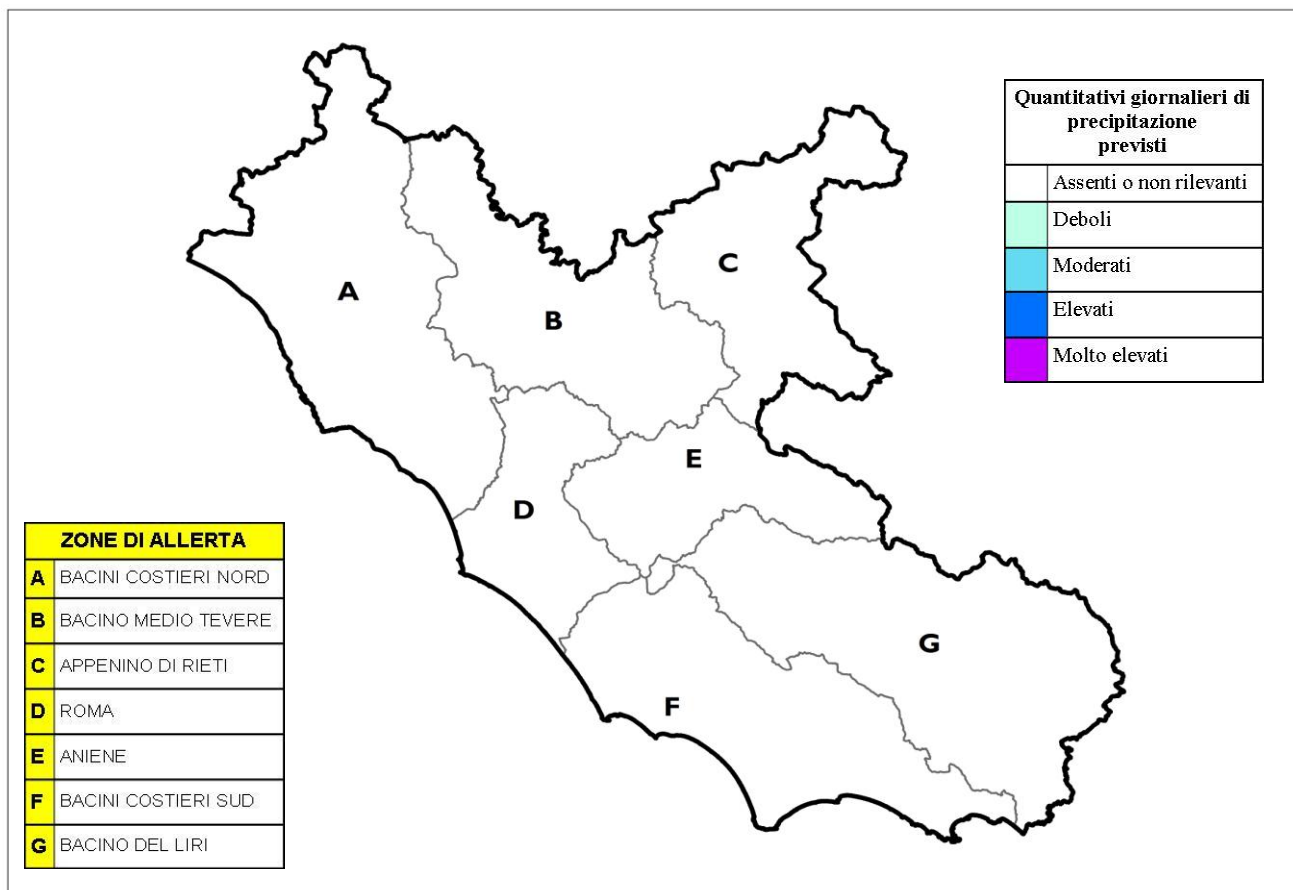 Quantitativi giornalieri di
precipitazione
previsti
Assenti o non rilevanti
Deboli
Moderati
Elevati
Molto elevati
A
B
C
D
E
F
G
ZONE DI ALLERTA
A BACINI COSTIERI NORD
B BACINO MEDIO TEVERE
C APPENINO DI RIETI
D ROMA
E ANIENE
F BACINI COSTIERI SUD
G BACINO DEL LIRI